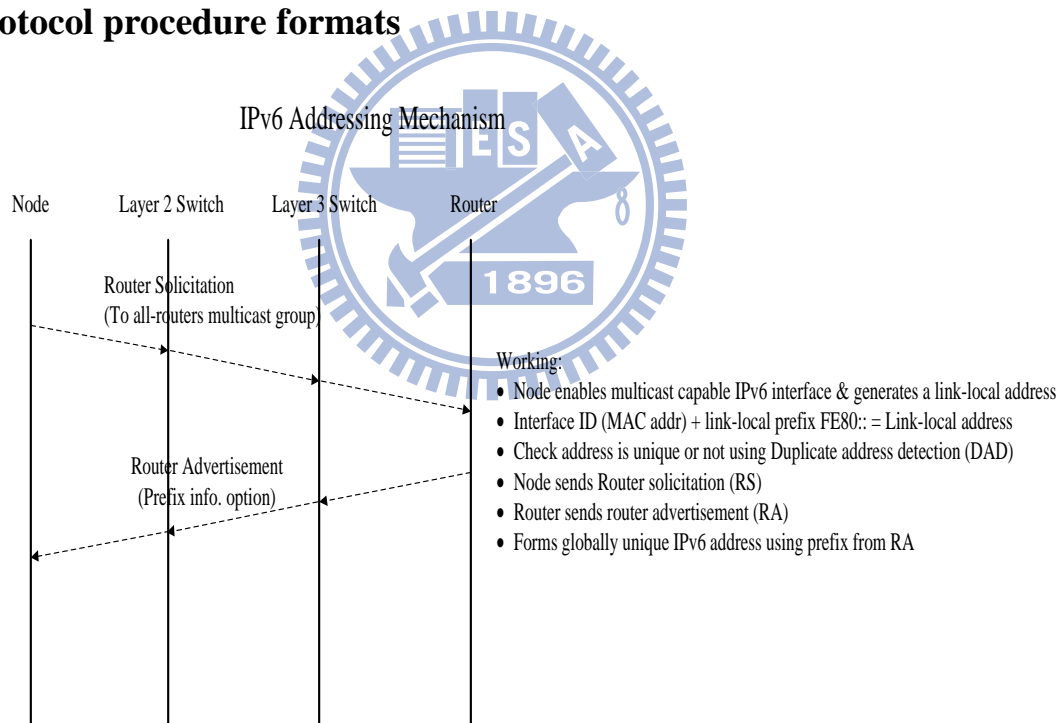 otocol procedure formats
IPv6 Addressing Mechanism
E S A
1896
Node Layer 2 Switch Layer 3 Switch Router
Router Solicitation
(To all-routers multicast group)
Router Advertisement
(Prefix info. option)
Working:
• Node enables multicast capable IPv6 interface & generates a link-local address
• Interface ID (MAC addr) + link-local prefix FE80:: = Link-local address
• Check address is unique or not using Duplicate address detection (DAD)
• Node sends Router solicitation (RS)
• Router sends router advertisement (RA)
• Forms globally unique IPv6 address using prefix from RA